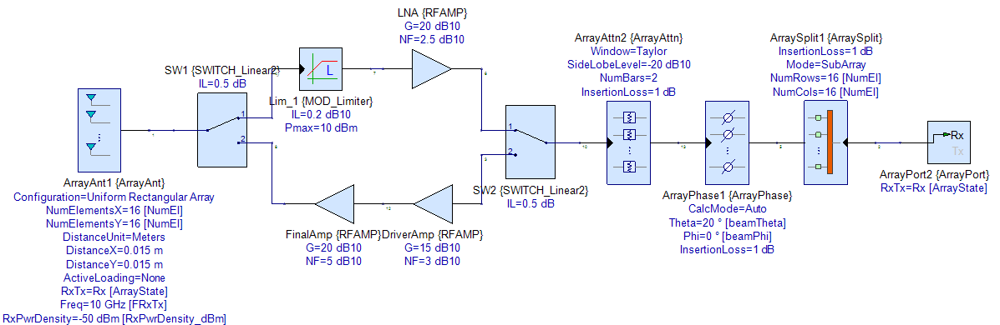 LNA {RFAMP}
G=20 dB10
NF=2.5 dB10
ArrayAttn2 {ArrayAttn}
Window=Taylor
SideLobeLevel=-20 dB10
NumBars=2
InsertionLoss=1 dB
ArraySplit1 {ArraySplit}
InsertionLoss=1 dB
Mode=SubArray
NumRows=16 [NumEl]
NumCols=16 [NumEl]
SW1 {SWITCH_Linear2}
IL=0.5 dB
1
2
L
Lim_1 {MOD_Limiter}
IL=0.2 dB10
Pmax=10 dBm
1
2
SW2 {SWITCH_Linear2}
IL=0.5 dB
Rx
Tx
ArrayPort2 {ArrayPort}
RxTx=Rx [ArrayState]
ArrayAnt1 {ArrayAnt}
Configuration=Uniform Rectangular Array
NumElementsX=16 [NumEl]
NumElementsY=16 [NumEl]
DistanceUnit=Meters
DistanceX=0.015 m
DistanceY=0.015 m
ActiveLoading=None
RxTx=Rx [ArrayState]
Freq=10 GHz [FRxTx]
RxPwrDensity=-50 dBm [RxPwrDensity_dBm]
FinalAmp {RFAMP}
G=20 dB10
NF=5 dB10
DriverAmp {RFAMP}
G=15 dB10
NF=3 dB10
ArrayPhase1 {ArrayPhase}
CalcMode=Auto
Theta=20 ° [beamTheta]
Phi=0 ° [beamPhi]
InsertionLoss=1 dB